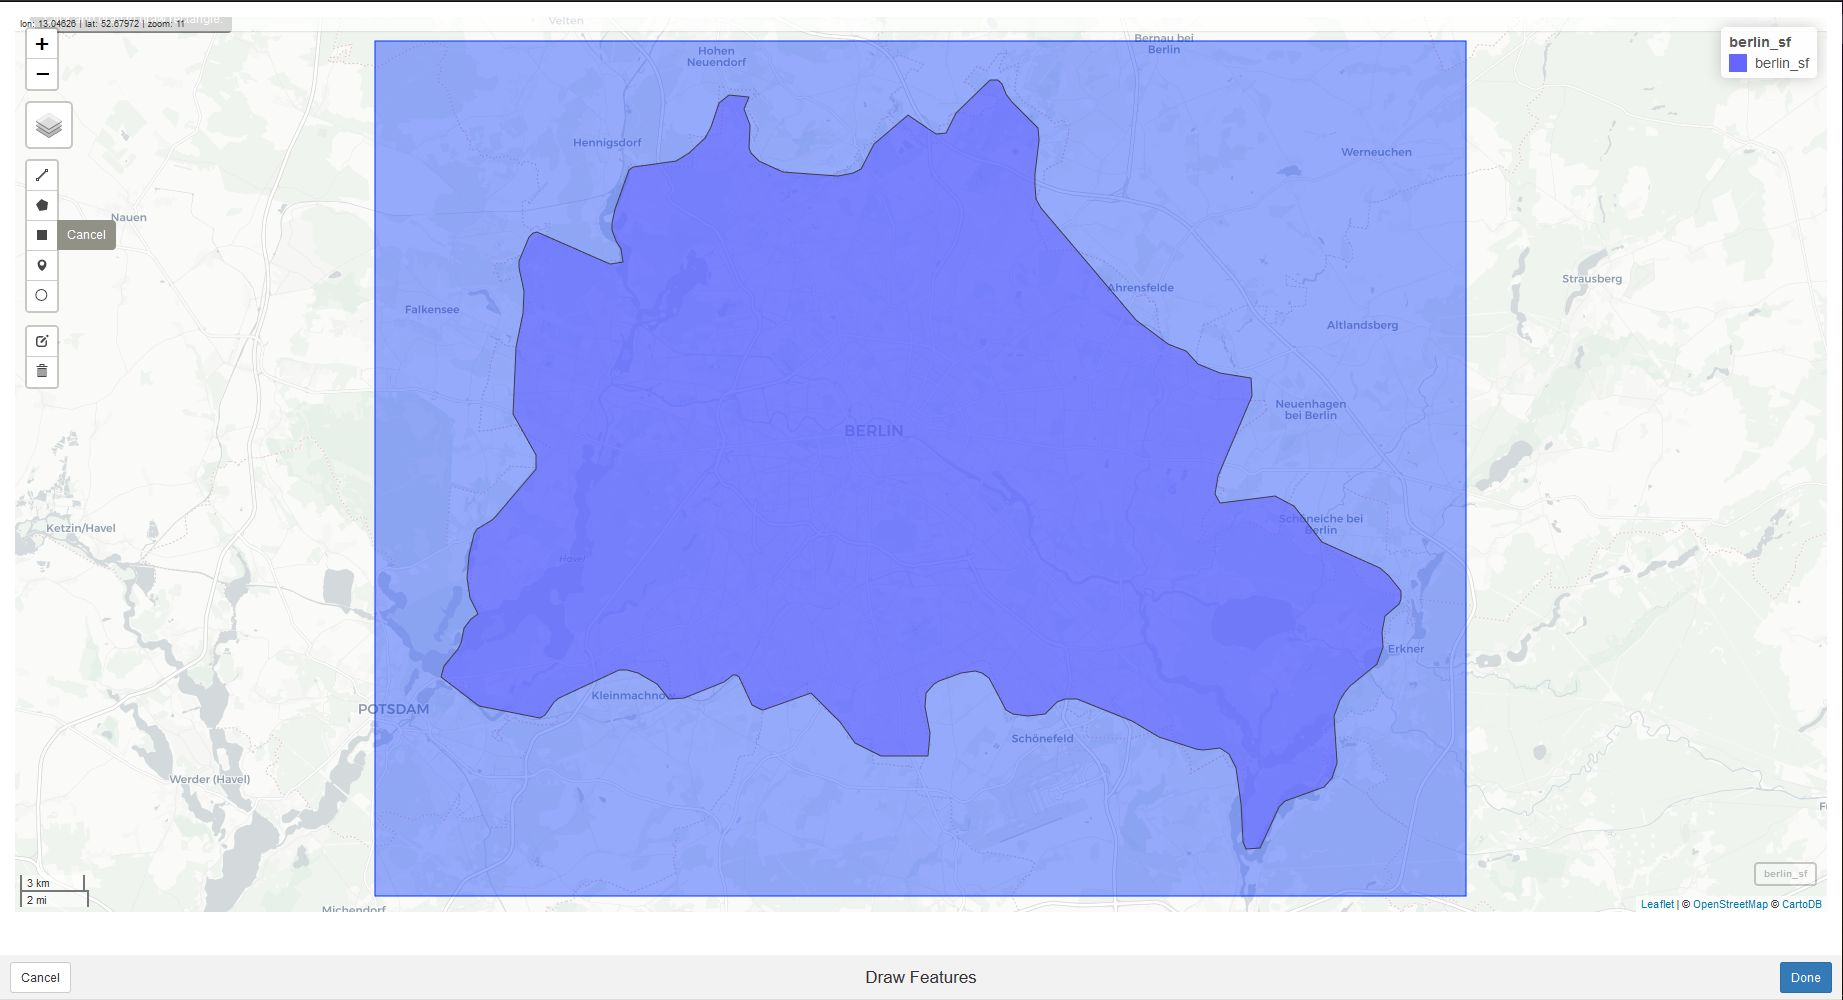 lon: 13.04626 | lat: 52.67972 | zoom: 11
Velten
Bernau bei
Berlin
berlin_sf
berlin_sf
+
Hohen
Neuendorf
−
Hennigsdorf
Werneuchen
Nauen
Cancel
Strausberg
Ahrensfelde
Falkensee
Altlandsberg
Neuenhagen
bei Berlin
BERLIN
Schöneiche bei
Berlin
Ketzin/Havel
Havel
Erkner
Kleinmachnow
POTSDAM
Schönefeld
Werder (Havel)
berlin_sf
3 km
2 mi
Michendorf
Leaflet | © OpenStreetMap © CartoDB
Cancel
Draw Features
Done